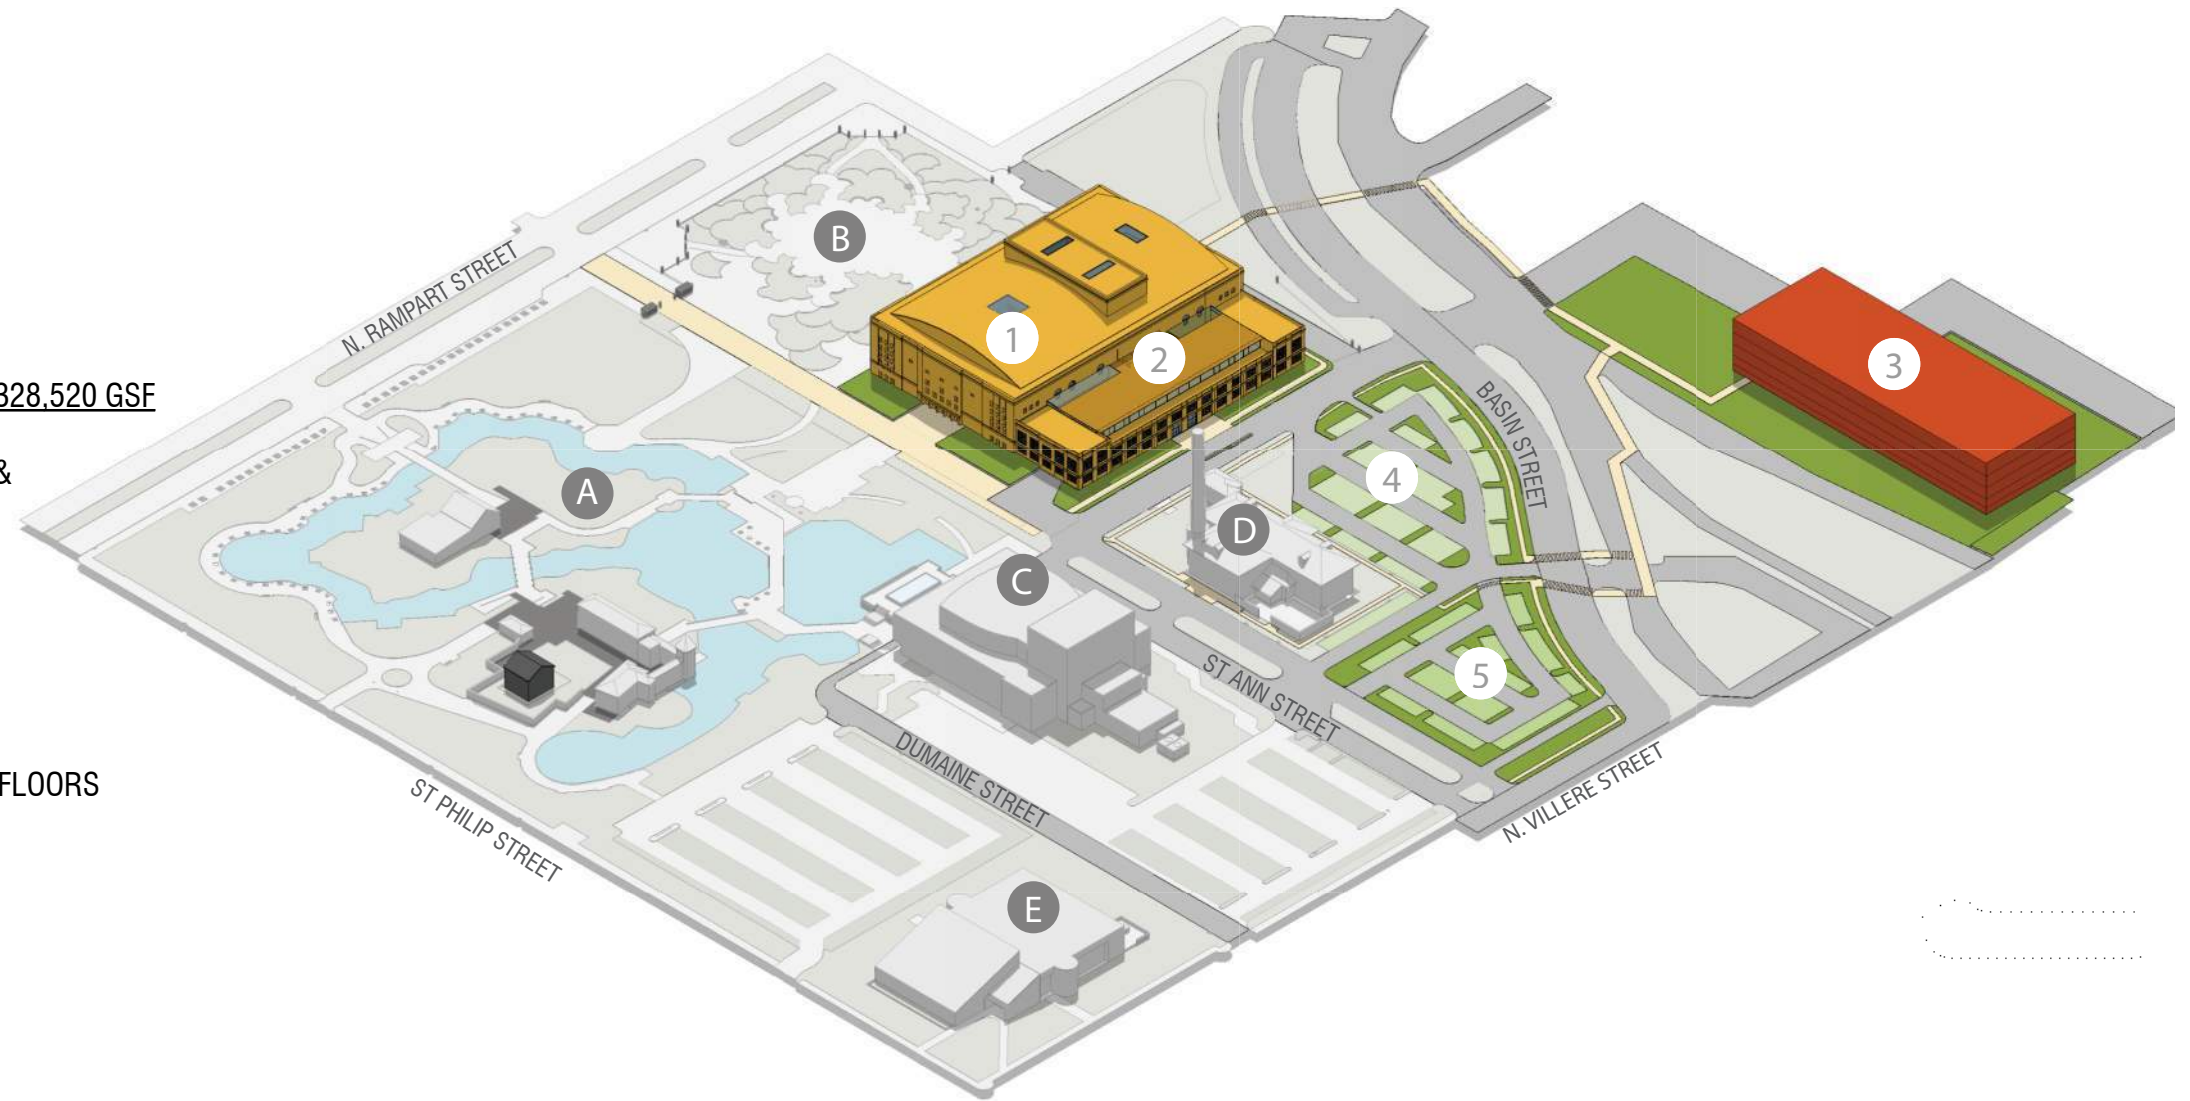 B
N. RAMPART STREET
1
2
3
328,520 GSF
&
BASIN STREET
4
A
D
C
5
ST ANN STREET
FLOORS
DUMAINE STREET
ST PHILIP STREET
N. VILLERE STREET
E